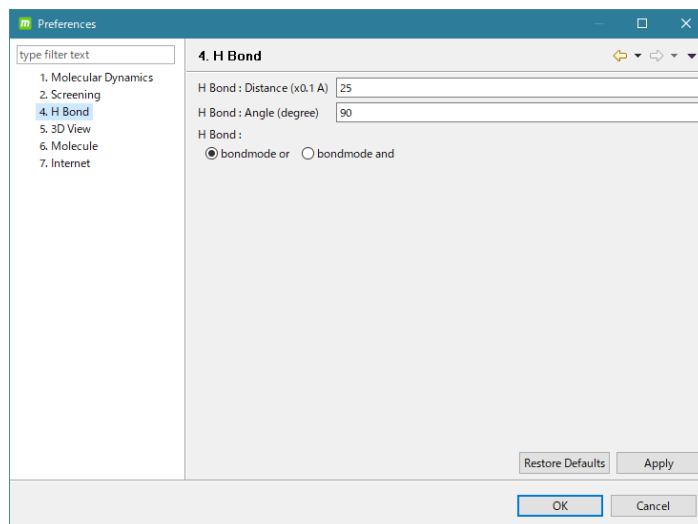 m Preferences
type filter text
1. Molecular Dynamics
2. Screening
4. H Bond
5. 3D View
6. Molecule
7. Internet
4. H Bond
H Bond : Distance (x0.1 A) 25
H Bond : Angle (degree) 90
H Bond :
bondmode or bondmode and
Restore Defaults Apply
OK Cancel